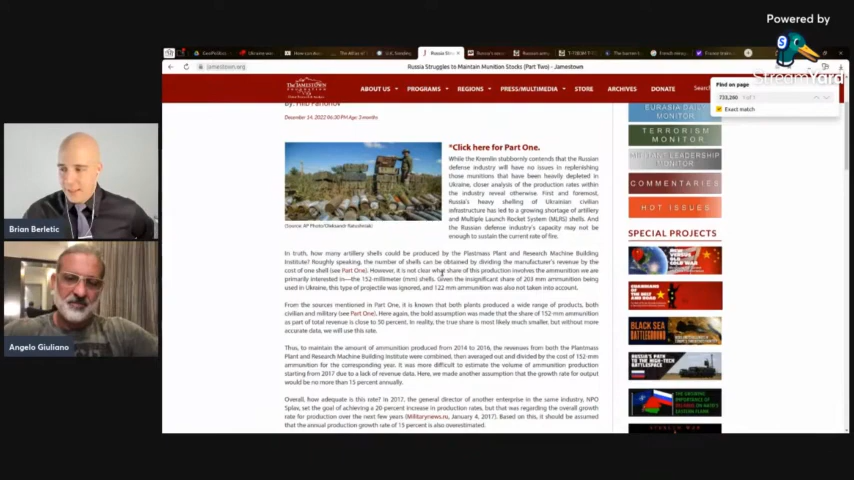 Powered by
StreamYard
jamestown.org
Russia Struggles to Maintain Munition Stocks (Part Two) - Jamestown
Find on page
733,260
Exact match
ABOUT US
PROGRAMS
REGIONS
PRESS/MULTIMEDIA
STORE
ARCHIVES
DONATE
December 14, 2022 06:30 PM Age: 3 months
(Source: AP Photo/Oleksandr Ratushniak)
*Click here for Part One.
While the Kremlin stubbornly contends that the Russian
defense industry will have no issues in replenishing
those munitions that have been heavily depleted in
Ukraine, closer analysis of the production rates within
the industry reveal otherwise. First and foremost,
Russia's heavy shelling of Ukrainian civilian
infrastructure has led to a growing shortage of artillery
and Multiple Launch Rocket System (MLRS) shells. And
the Russian defense industry's capacity may not be
enough to sustain the current rate of fire.
In truth, how many artillery shells could be produced by the Plastmass Plant and Research Machine Building
Institute? Roughly speaking, the number of shells can be obtained by dividing the manufacturer's revenue by the
cost of one shell (see Part One). However, it is not clear what share of this production involves the ammunition we are
primarily interested in—the 152-millimeter (mm) shells. Given the insignificant share of 203 mm ammunition being
used in Ukraine, this type of projectile was ignored, and 122 mm ammunition was also not taken into account.
From the sources mentioned in Part One, it is known that both plants produced a wide range of products, both
civilian and military (see Part One). Here again, the bold assumption was made that the share of 152-mm ammunition
as part of total revenue is close to 50 percent. In reality, the true share is most likely much smaller, but without more
accurate data, we will use this rate.
Thus, to maintain the amount of ammunition produced from 2014 to 2016, the revenues from both the Plantmass
Plant and Research Machine Building Institute were combined, then averaged out and divided by the cost of 152-mm
ammunition for the corresponding year. It was more difficult to estimate the volume of ammunition production
starting from 2017 due to a lack of revenue data. Here, we made another assumption that the growth rate for output
would be no more than 15 percent annually.
Overall, how adequate is this rate? In 2017, the general director of another enterprise in the same industry, NPO
Splav, set the goal of achieving a 20-percent increase in production rates, but that was regarding the overall growth
rate for production over the next few years (Militarynews.ru, January 4, 2017). Based on this, it should be assumed
that the annual production growth rate of 15 percent is also overestimated.
EURASIA DAILY
MONITOR
TERRORISM
MONITOR
MILITANT LEADERSHIP
MONITOR
COMMENTARIES
HOT ISSUES
SPECIAL PROJECTS
GUARDIANS
OF THE BELT AND ROAD
BLACK SEA
BATTLEGROUND
RUSSIA'S PATH
TO THE HIGH-TECH
BATTLEFIELD
Brian Berletic
Angelo Giuliano